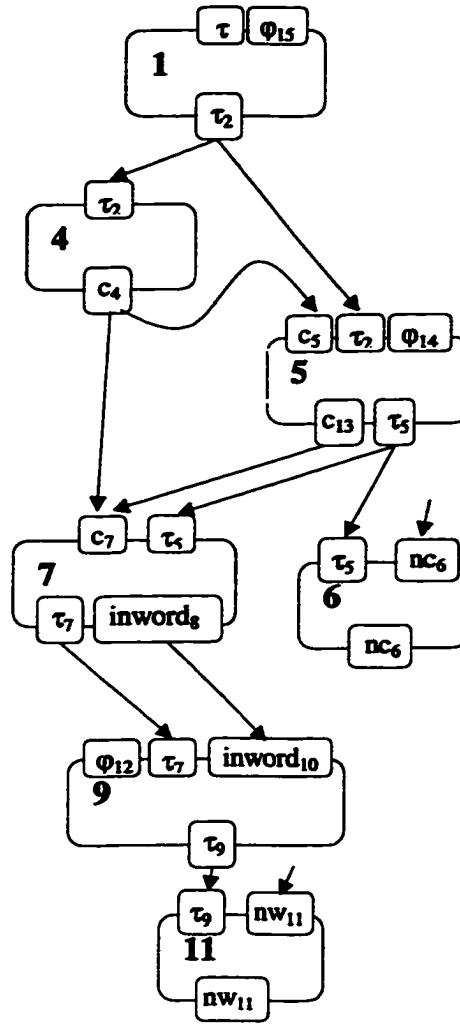 τ φ₁₅
1
τ₂
τ₂
4
c₄
c₅ τ₂ φ₁₄
5
c₁₃ τ₅
c₇ τ₅
7
τ₅ nc₆
6
τ₇ inword₈
nc₆
φ₁₂ τ₇ inword₁₀
9
τ₉
τ₉ nw₁₁
11
nw₁₁